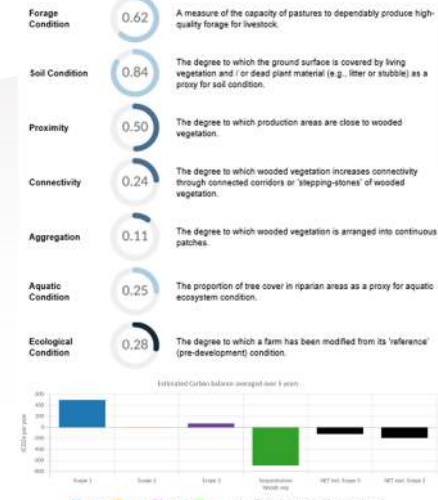 Forage
Condition
0.62
A measure of the capacity of pastures to dependably produce high-
quality forage for livestock.
Soil Condition
0.84
The degree to which the ground surface is covered by living
vegetation and / or dead plant material (e.g., litter or stubble) as a
proxy for soil condition.
Proximity
0.50
The degree to which production areas are close to wooded
vegetation.
Connectivity
0.24
The degree to which wooded vegetation increases connectivity
through connected corridors or 'stepping-stones' of wooded
vegetation.
Aggregation
0.11
The degree to which wooded vegetation is arranged into continuous
patches.
Aquatic
Condition
0.25
The proportion of tree cover in riparian areas as a proxy for aquatic
ecosystem condition.
Ecological
Condition
0.28
The degree to which a farm has been modified from its 'reference'
(pre-development) condition.
Estimated Carbon balance averaged over 5 years
Scope 1
Scope 2
Scope 3